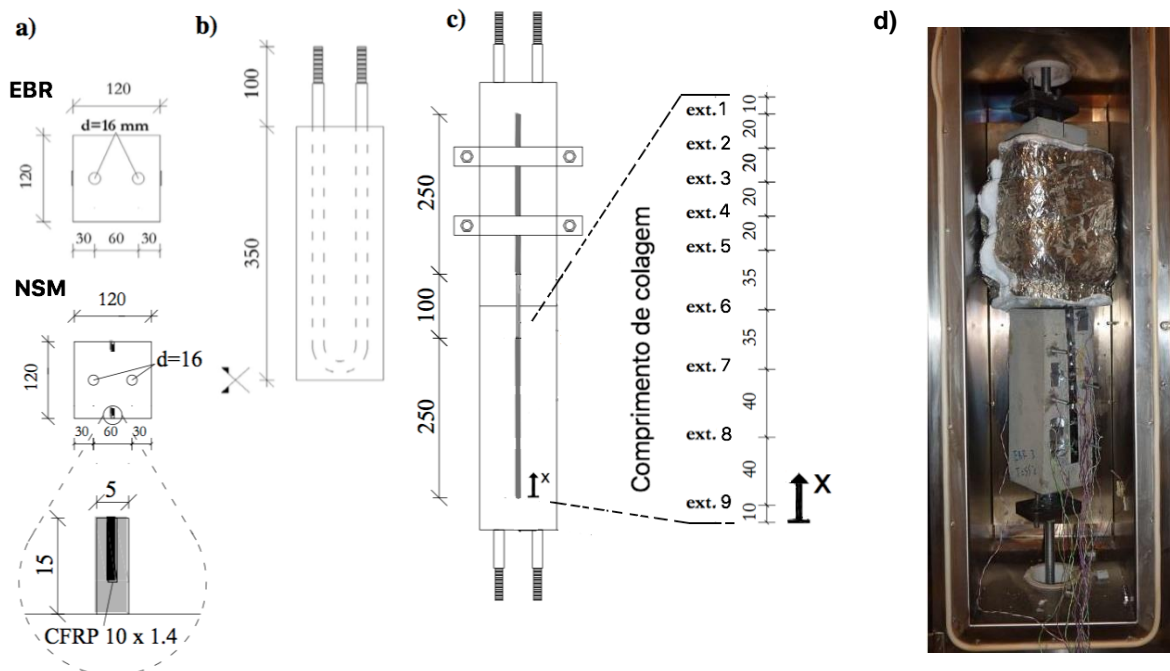 a)
EBR
120
d=16 mm
120
30 60 30
NSM
120
d=16
120
30 60 30
5
15
CFRP 10 x 1.4
b)
100
350
c)
250
100
250
x
Comprimento de colagem
ext.1
ext. 2
ext. 3
ext. 4
ext. 5
ext. 6
ext. 7
ext. 8
ext. 9
10
20
20
20
20
35
35
40
40
10
X
d)
EBR I